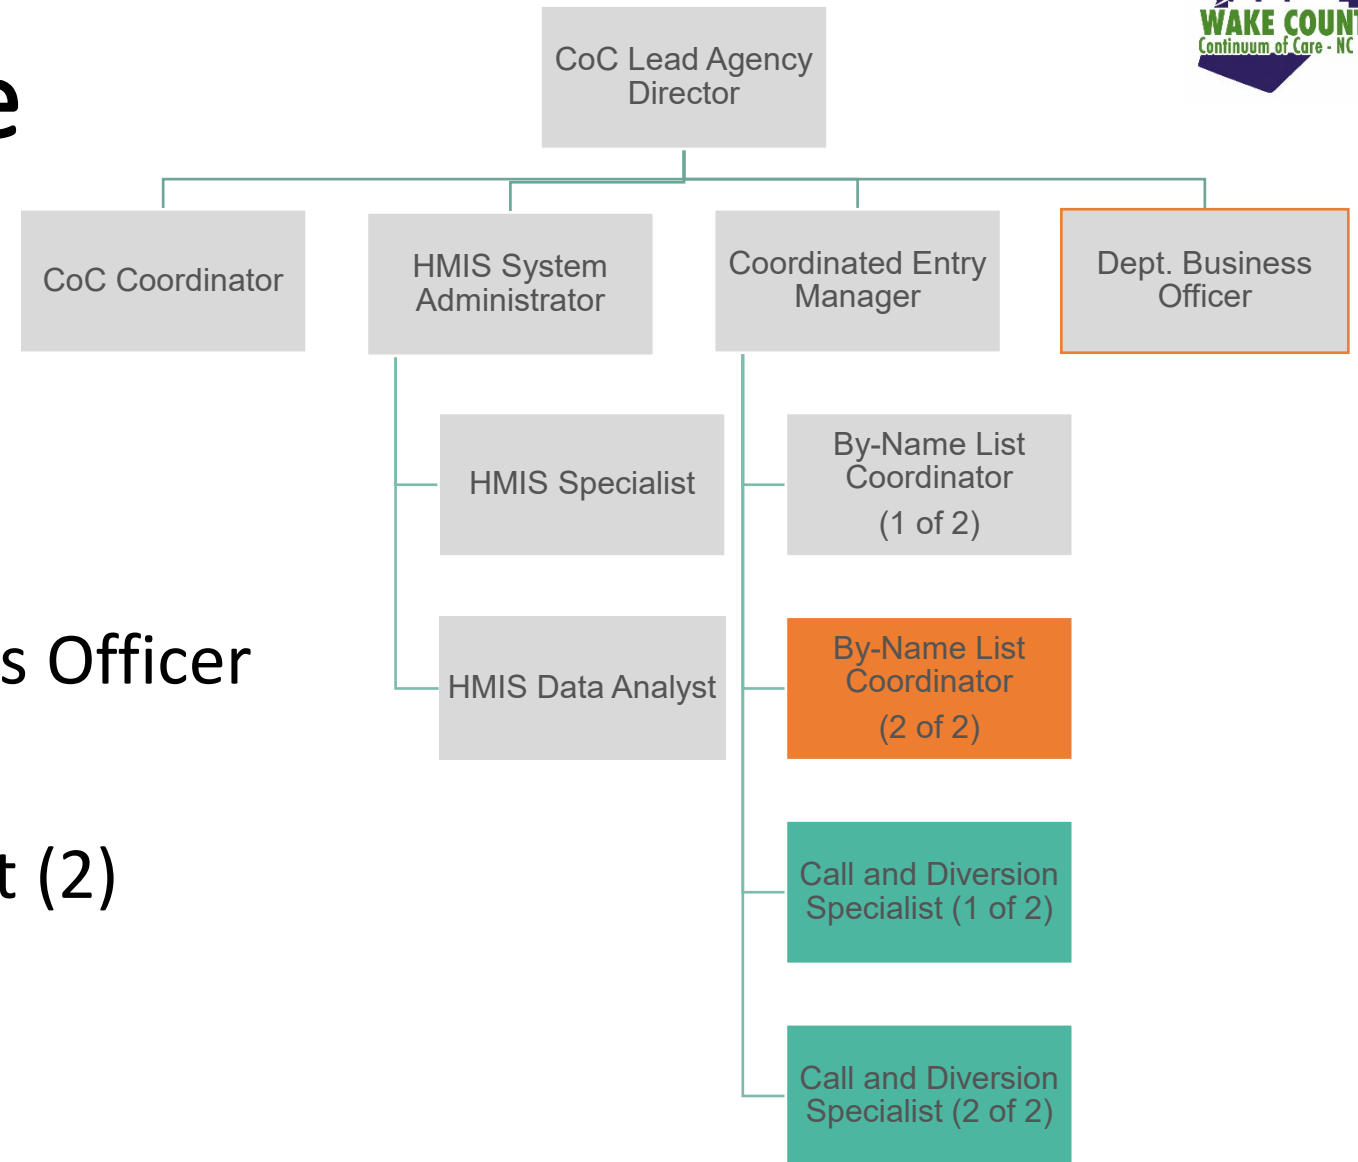 WAKE COUN
Continuum of Care - NC
e
CoC Lead Agency
Director
CoC Coordinator
HMIS System
Administrator
Coordinated Entry
Manager
Dept. Business
Officer
HMIS Specialist
By-Name List
Coordinator
(1 of 2)
s Officer
HMIS Data Analyst
By-Name List
Coordinator
(2 of 2)
t (2)
Call and Diversion
Specialist (1 of 2)
Call and Diversion
Specialist (2 of 2)